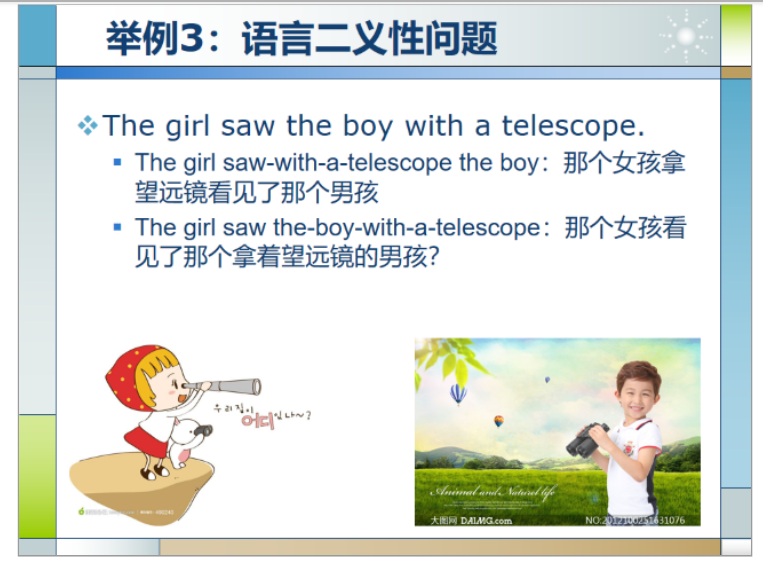 举例3：语言二义性问题
The girl saw the boy with a telescope.
The girl saw-with-a-telescope the boy：那个女孩拿
望远镜看见了那个男孩
The girl saw the-boy-with-a-telescope：那个女孩看
见了那个拿着望远镜的男孩？
우리집이
어디있나~?
Animal and Natural life
大图网 DAIMG.com
NO:2012100251631076